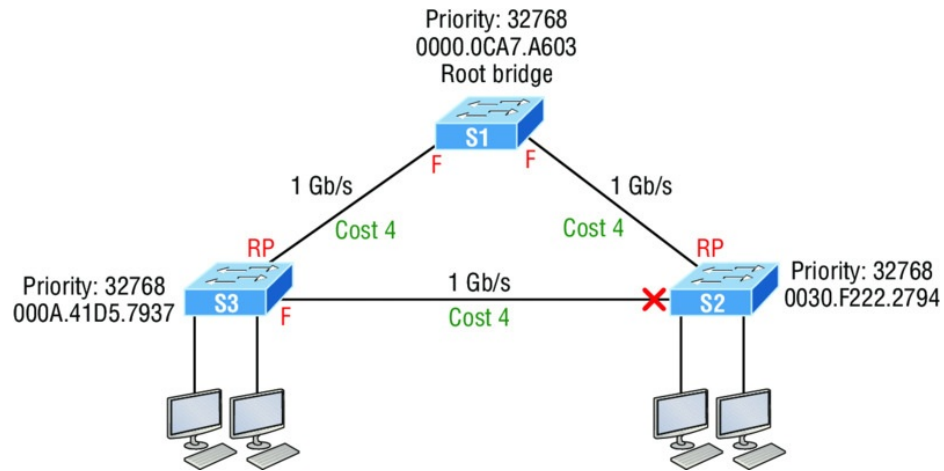 Priority: 32768
0000.0CA7.A603
Root bridge
S1
F
F
1 Gb/s
1 Gb/s
Cost 4
Cost 4
RP
RP
Priority: 32768
000A.41D5.7937
S3
F
1 Gb/s
Cost 4
S2
Priority: 32768
0030.F222.2794